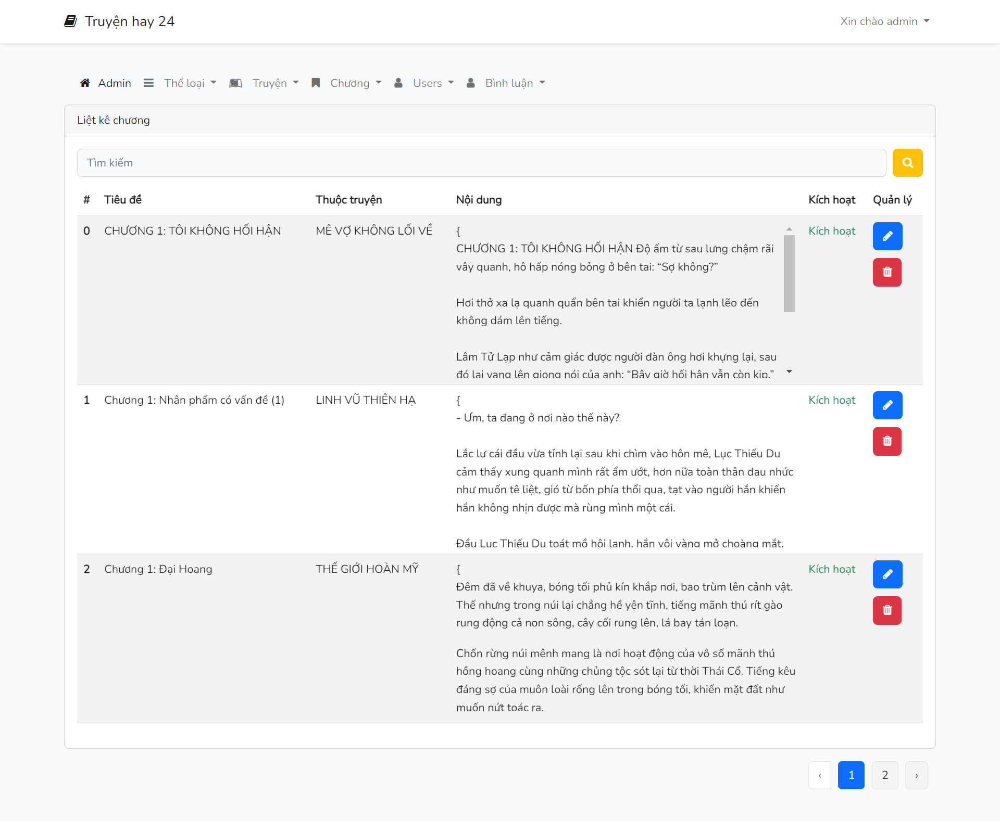 Truyện hay 24
Xin chào admin
Admin Thể loại Truyện Chương Users Bình luận
Liệt kê chương
Tìm kiếm
# Tiêu đề Thuộc truyện Nội dung Kích hoạt Quản lý
0 CHƯƠNG 1: TÔI KHÔNG HỐI HẬN MÊ VỢ KHÔNG LỐI VỀ { Kích hoạt
CHƯƠNG 1: TÔI KHÔNG HỐI HẬN Độ ấm từ sau lưng chậm rãi
vây quanh, hô hấp nóng bỏng ở bên tai: “Sợ không?”
Hơi thở xa lạ quanh quẩn bên tai khiến người ta lạnh lẽo đến
không dám lên tiếng.
Lâm Tử Lạp như cảm giác được người đàn ông hơi khựng lại, sau
đó lại vang lên giọng nói của anh: “Bây giờ hối hận vẫn còn kịp.”
1 Chương 1: Nhân phẩm có vấn đề (1) LINH VŨ THIÊN HẠ { Kích hoạt
- Ưm, ta đang ở nơi nào thế này?
Lắc lư cái đầu vừa tỉnh lại sau khi chìm vào hôn mê, Lục Thiếu Du
cảm thấy xung quanh mình rất ẩm ướt, hơn nữa toàn thân đau nhức
như muốn tê liệt, gió từ bốn phía thổi qua, tạt vào người hắn khiến
hắn không nhịn được mà rùng mình một cái.
Đầu Lục Thiếu Du toát mồ hôi lạnh, hắn vội vàng mở choàng mắt.
2 Chương 1: Đại Hoang THẾ GIỚI HOÀN MỸ { Kích hoạt
Đêm đã về khuya, bóng tối phủ kín khắp nơi, bao trùm lên cảnh vật.
Thế nhưng trong núi lại chẳng hề yên tĩnh, tiếng mãnh thú rít gào
rung động cả non sông, cây cối rung lên, lá bay tán loạn.
Chốn rừng núi mênh mang là nơi hoạt động của vô số mãnh thú
hồng hoang cùng những chủng tộc sót lại từ thời Thái Cổ. Tiếng kêu
đáng sợ của muôn loài rống lên trong bóng tối, khiến mặt đất như
muốn nứt toác ra.
‹ 1 2 ›